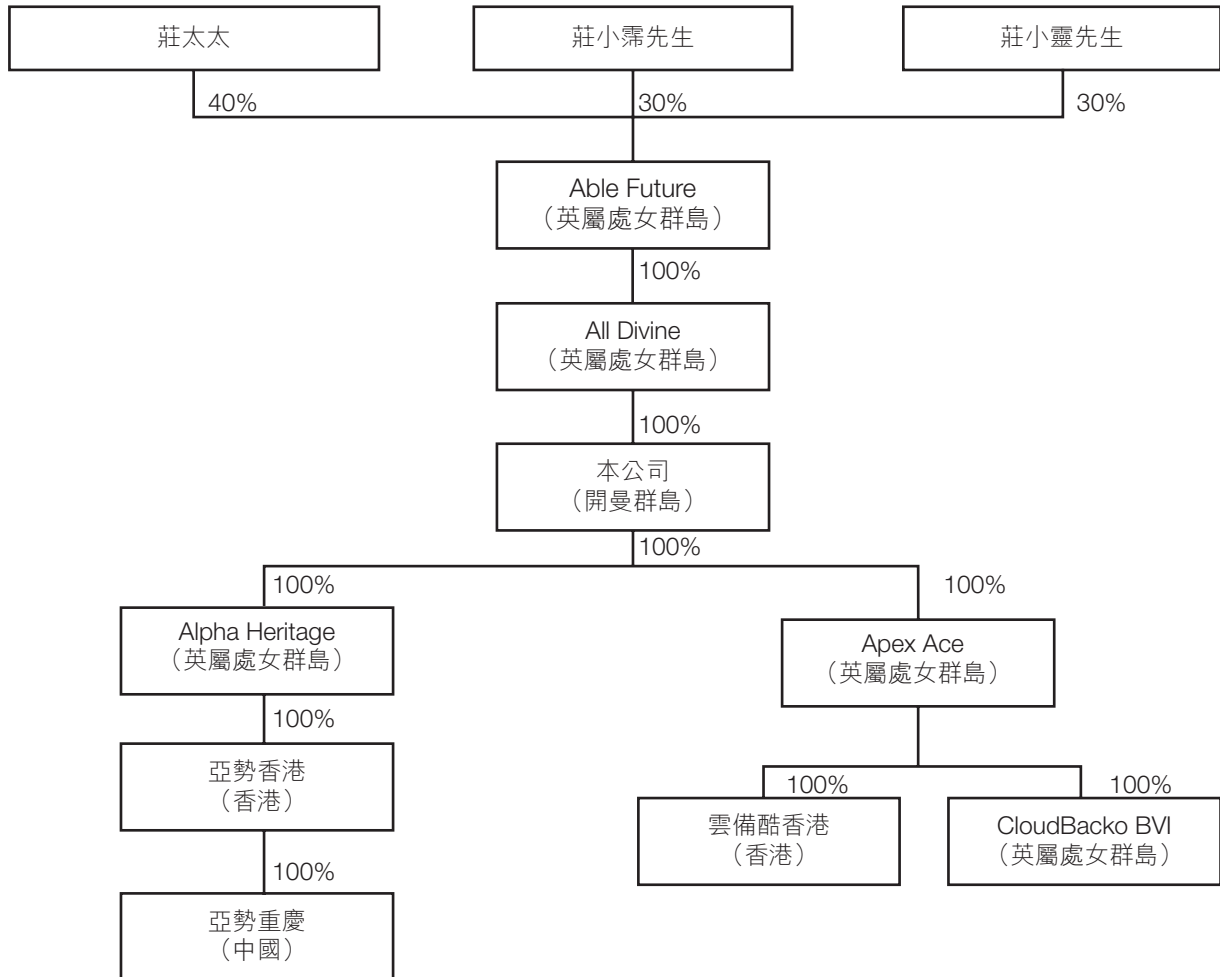 莊太太
莊小霈先生
莊小靈先生
40%
30%
30%
Able Future
（英屬處女群島）
100%
All Divine
（英屬處女群島）
100%
本公司
（開曼群島）
100%
100%
100%
Alpha Heritage
（英屬處女群島）
Apex Ace
（英屬處女群島）
100%
亞勢香港
（香港）
100%
100%
雲備酷香港
（香港）
CloudBacko BVI
（英屬處女群島）
100%
亞勢重慶
（中國）